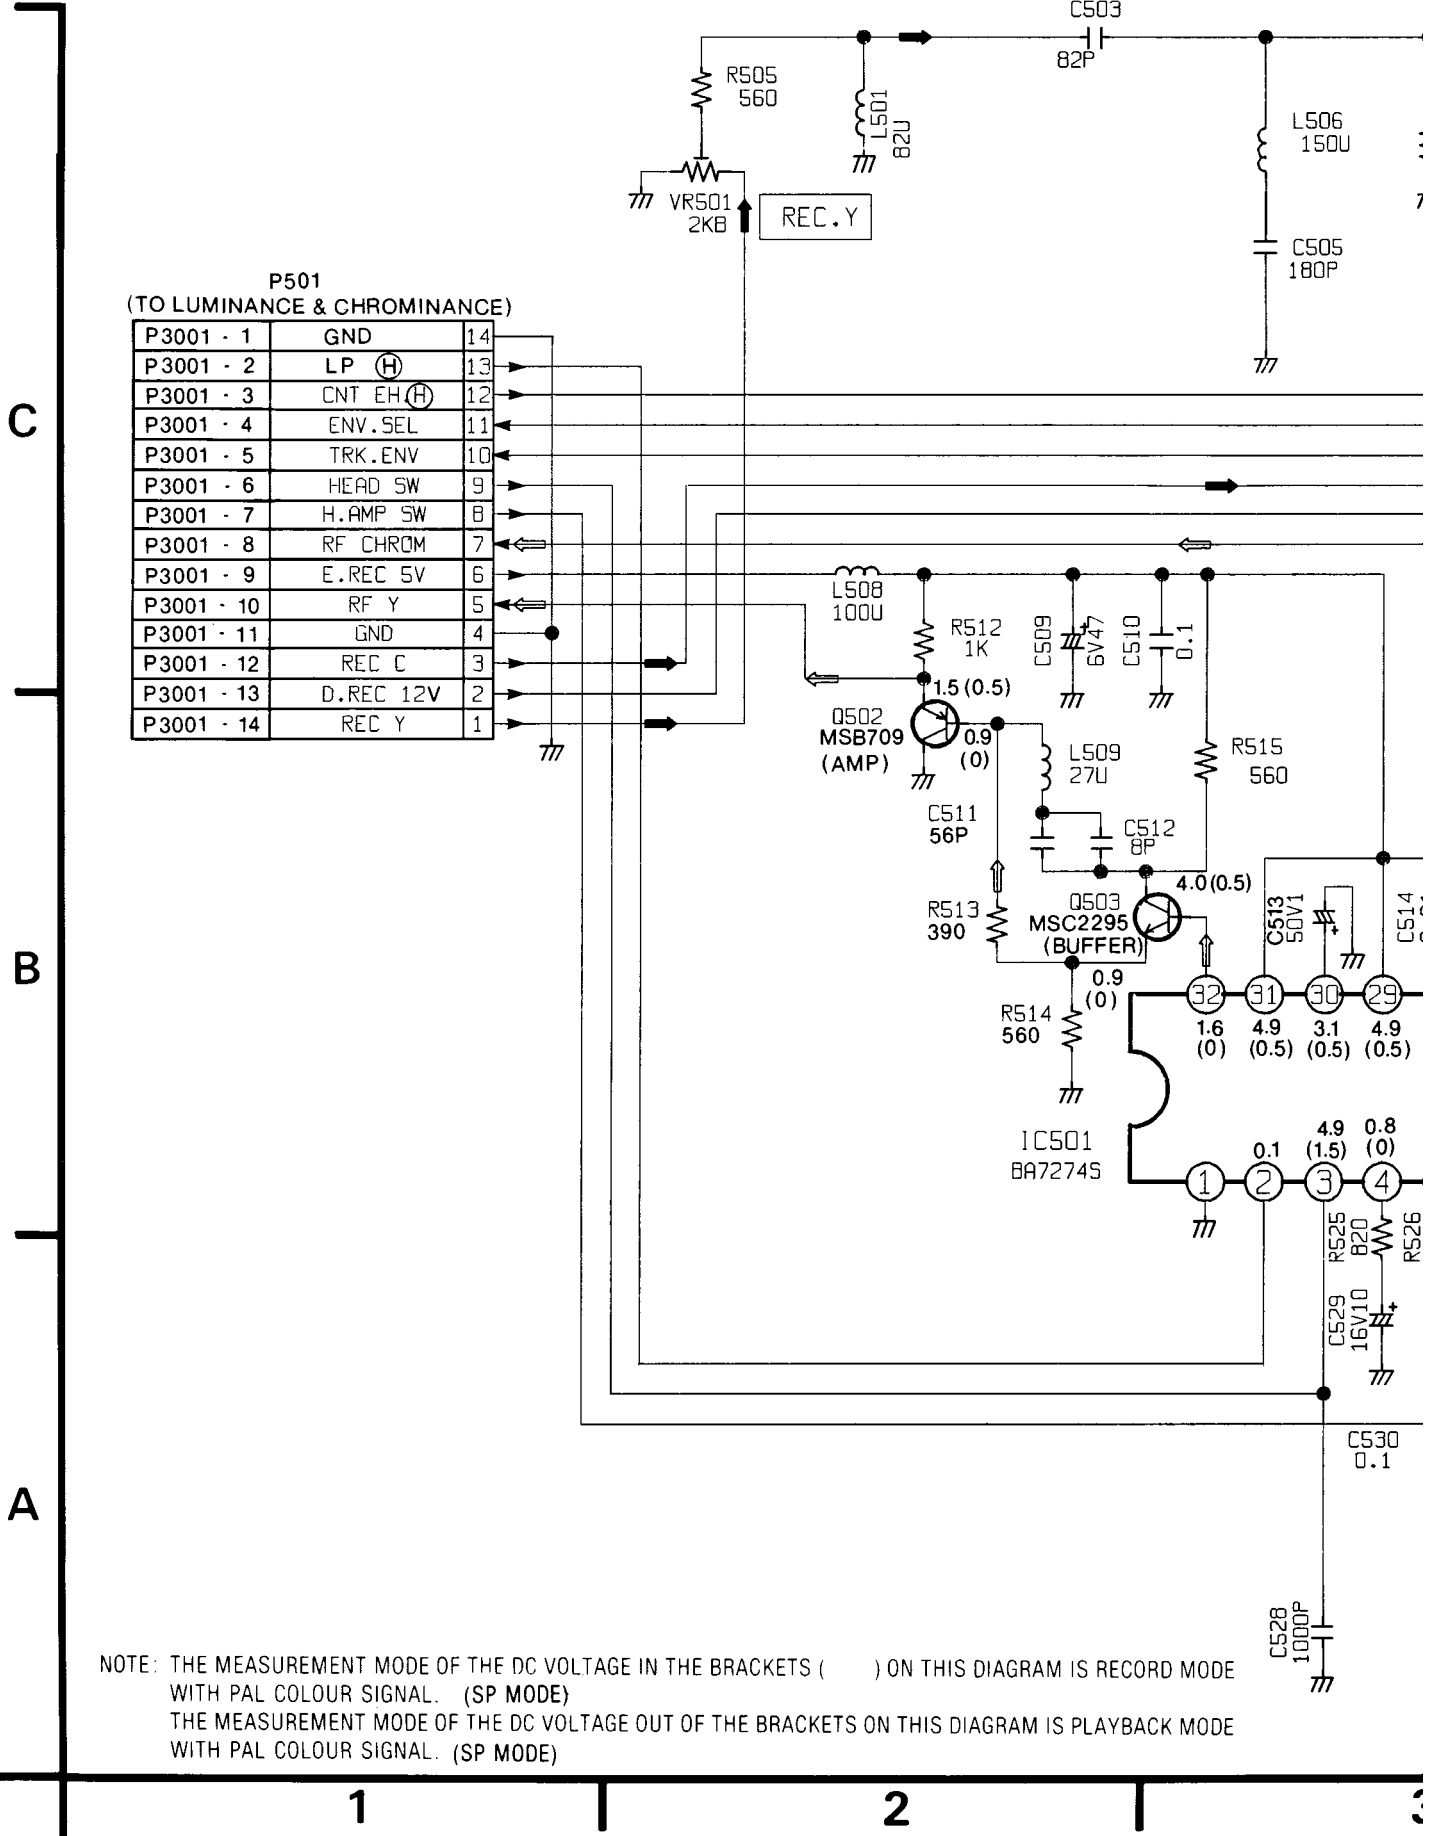 C503
82P
R505
560
L501
82U
L506
150U
VR501
2KB
REC.Y
C505
180P
P501
(TO LUMINANCE & CHROMINANCE)
P3001 - 1 GND 14
P3001 - 2 LP Ⓗ 13
P3001 - 3 CNT EH.Ⓗ 12
P3001 - 4 ENV.SEL 11
P3001 - 5 TRK.ENV 10
P3001 - 6 HEAD SW 9
P3001 - 7 H.AMP SW 8
P3001 - 8 RF CHROM 7
P3001 - 9 E.REC 5V 6
P3001 - 10 RF Y 5
P3001 - 11 GND 4
P3001 - 12 REC C 3
P3001 - 13 D.REC 12V 2
P3001 - 14 REC Y 1
C
L508
100U
R512
1K
C509
6V47
C510
0.1
1.5 (0.5)
Q502
MSB709
(AMP)
0.9
(0)
L509
27U
R515
560
C511
56P
C512
8P
4.0 (0.5)
R513
390
Q503
MSC2295
(BUFFER)
C513
50V1
C514
B
0.9
(0)
R514
560
32 31 30 29
1.6 4.9 3.1 4.9
(0) (0.5) (0.5) (0.5)
IC501
BA7274S
0.1
4.9
(1.5)
0.8
(0)
1 2 3 4
R525
820
R526
C529
16V10
+
C530
0.1
A
C528
1000P
NOTE: THE MEASUREMENT MODE OF THE DC VOLTAGE IN THE BRACKETS ( ) ON THIS DIAGRAM IS RECORD MODE
WITH PAL COLOUR SIGNAL. (SP MODE)
THE MEASUREMENT MODE OF THE DC VOLTAGE OUT OF THE BRACKETS ON THIS DIAGRAM IS PLAYBACK MODE
WITH PAL COLOUR SIGNAL. (SP MODE)
1 2